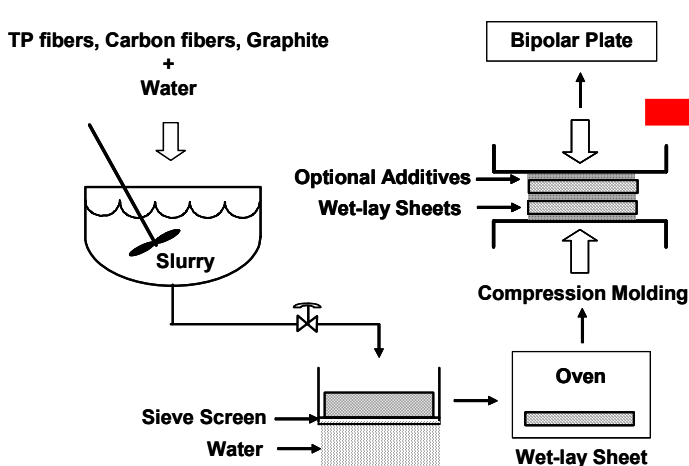 TP fibers, Carbon fibers, Graphite
+
Water
Slurry
Sieve Screen
Water
Oven
Wet-lay Sheet
Compression Molding
Optional Additives
Wet-lay Sheets
Bipolar Plate